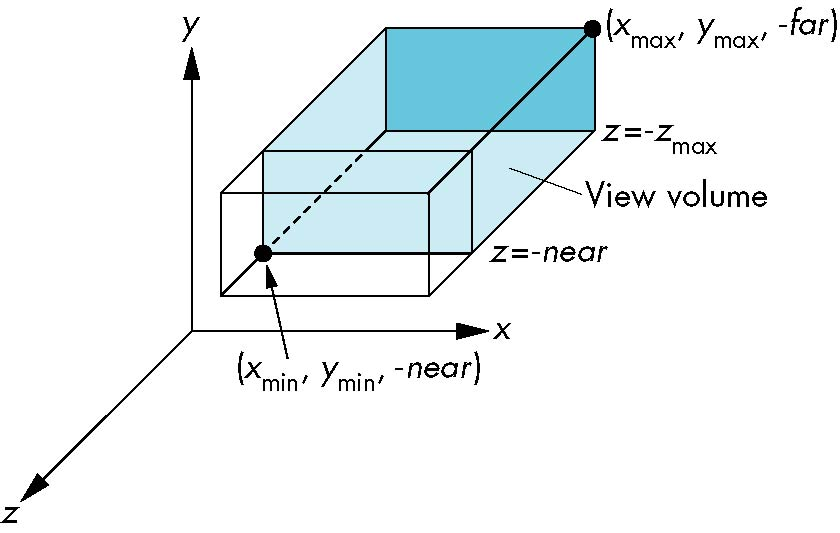 y
(xmax, ymax, -far)
z=-zmax
View volume
z=-near
x
(xmin, ymin, -near)
z